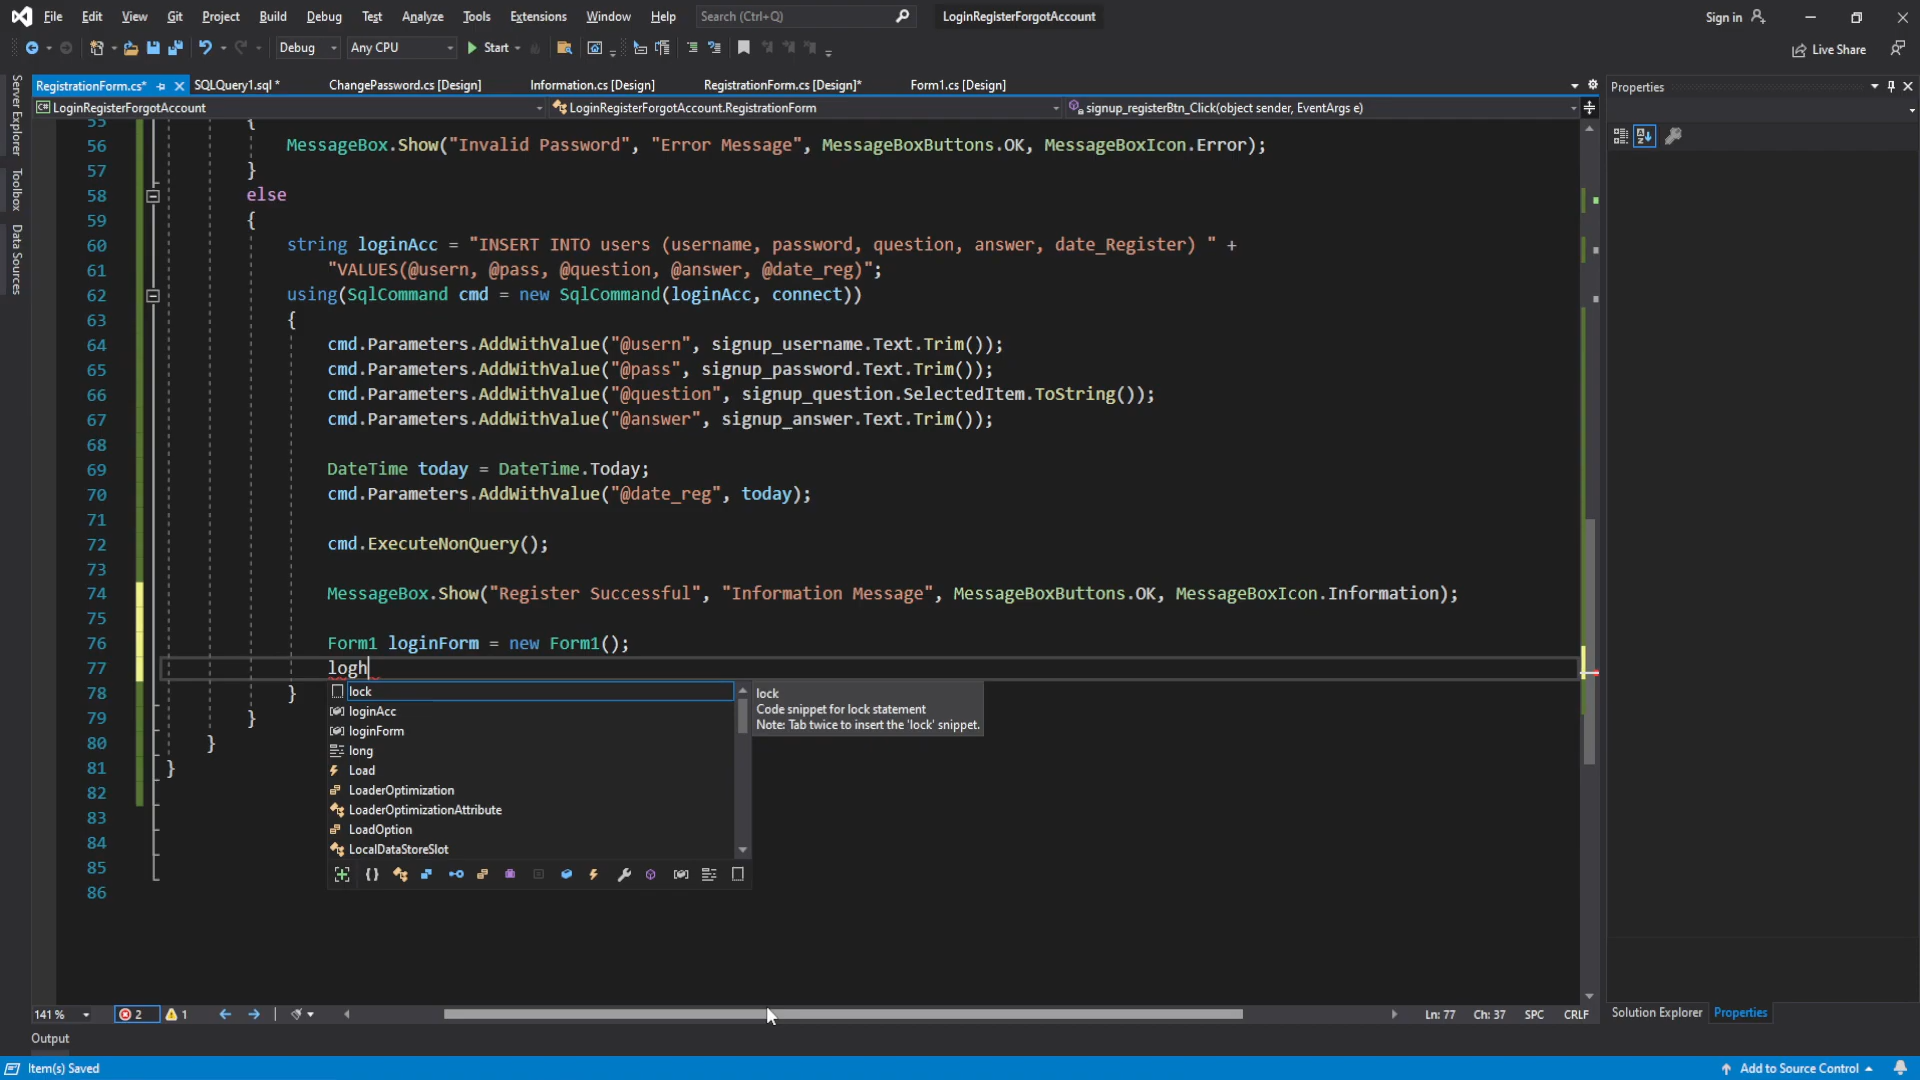 File Edit View Git Project Build Debug Test Analyze Tools Extensions Window Help Search (Ctrl+Q) LoginRegisterForgotAccount Sign in
Debug Any CPU Start Live Share
RegistrationForm.cs* SQLQuery1.sql * ChangePassword.cs [Design] Information.cs [Design] RegistrationForm.cs [Design]* Form1.cs [Design] Properties
C# LoginRegisterForgotAccount LoginRegisterForgotAccount.RegistrationForm signup_registerBtn_Click(object sender, EventArgs e)
Server Explorer
Toolbox
Data Sources
55 {
56 MessageBox.Show("Invalid Password", "Error Message", MessageBoxButtons.OK, MessageBoxIcon.Error);
57 }
58 else
59 {
60 string loginAcc = "INSERT INTO users (username, password, question, answer, date_Register) " +
61 "VALUES(@usern, @pass, @question, @answer, @date_reg)";
62 using(SqlCommand cmd = new SqlCommand(loginAcc, connect))
63 {
64 cmd.Parameters.AddWithValue("@usern", signup_username.Text.Trim());
65 cmd.Parameters.AddWithValue("@pass", signup_password.Text.Trim());
66 cmd.Parameters.AddWithValue("@question", signup_question.SelectedItem.ToString());
67 cmd.Parameters.AddWithValue("@answer", signup_answer.Text.Trim());
68
69 DateTime today = DateTime.Today;
70 cmd.Parameters.AddWithValue("@date_reg", today);
71
72 cmd.ExecuteNonQuery();
73
74 MessageBox.Show("Register Successful", "Information Message", MessageBoxButtons.OK, MessageBoxIcon.Information);
75
76 Form1 loginForm = new Form1();
77 logh
78 }
79 }
80 }
81 }
82
83
84
85
86
lock
loginAcc
loginForm
long
Load
LoaderOptimization
LoaderOptimizationAttribute
LoadOption
LocalDataStoreSlot
lock
Code snippet for lock statement
Note: Tab twice to insert the 'lock' snippet.
141 % 2 1 Ln: 77 Ch: 37 SPC CRLF Solution Explorer Properties
Output
Item(s) Saved Add to Source Control